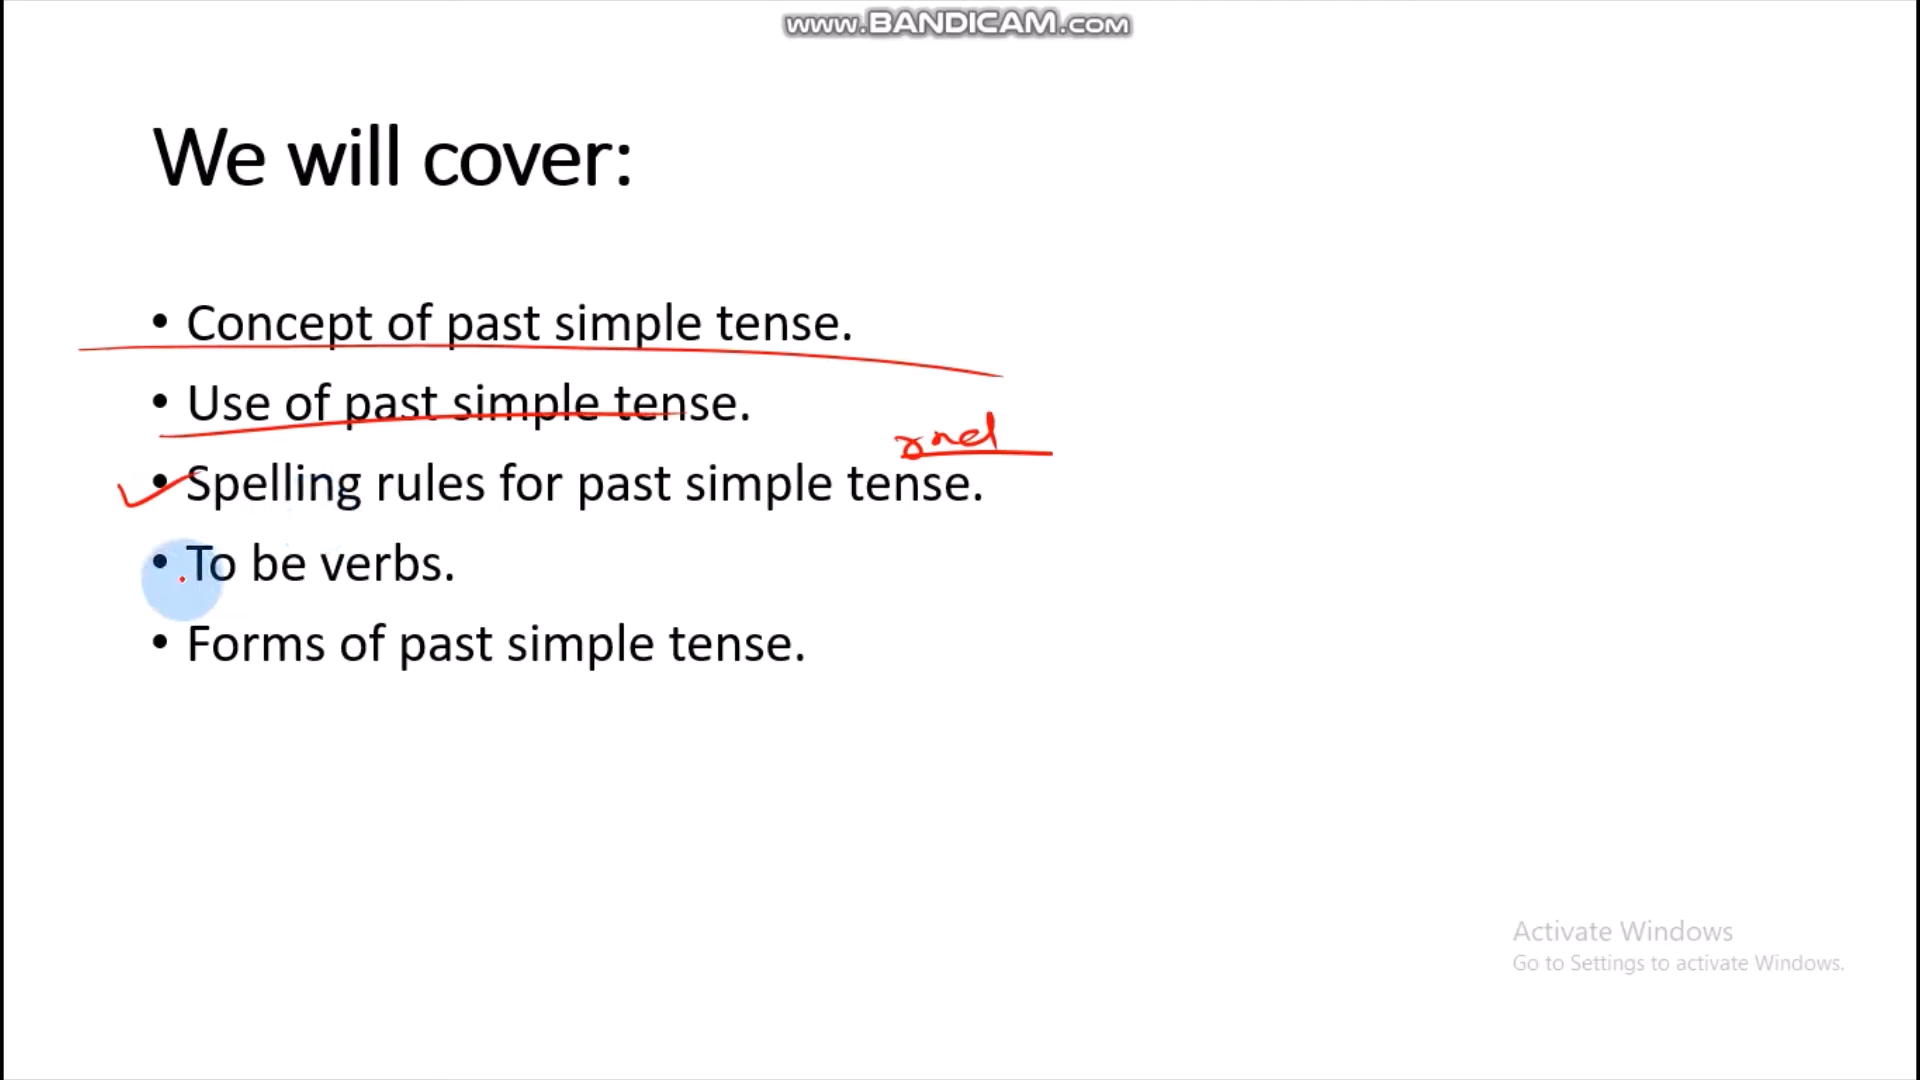 www.BANDICAM.com
We will cover:
• Concept of past simple tense.
• Use of past simple tense.
• Spelling rules for past simple tense.
• To be verbs.
• Forms of past simple tense.
Activate Windows
Go to Settings to activate Windows.